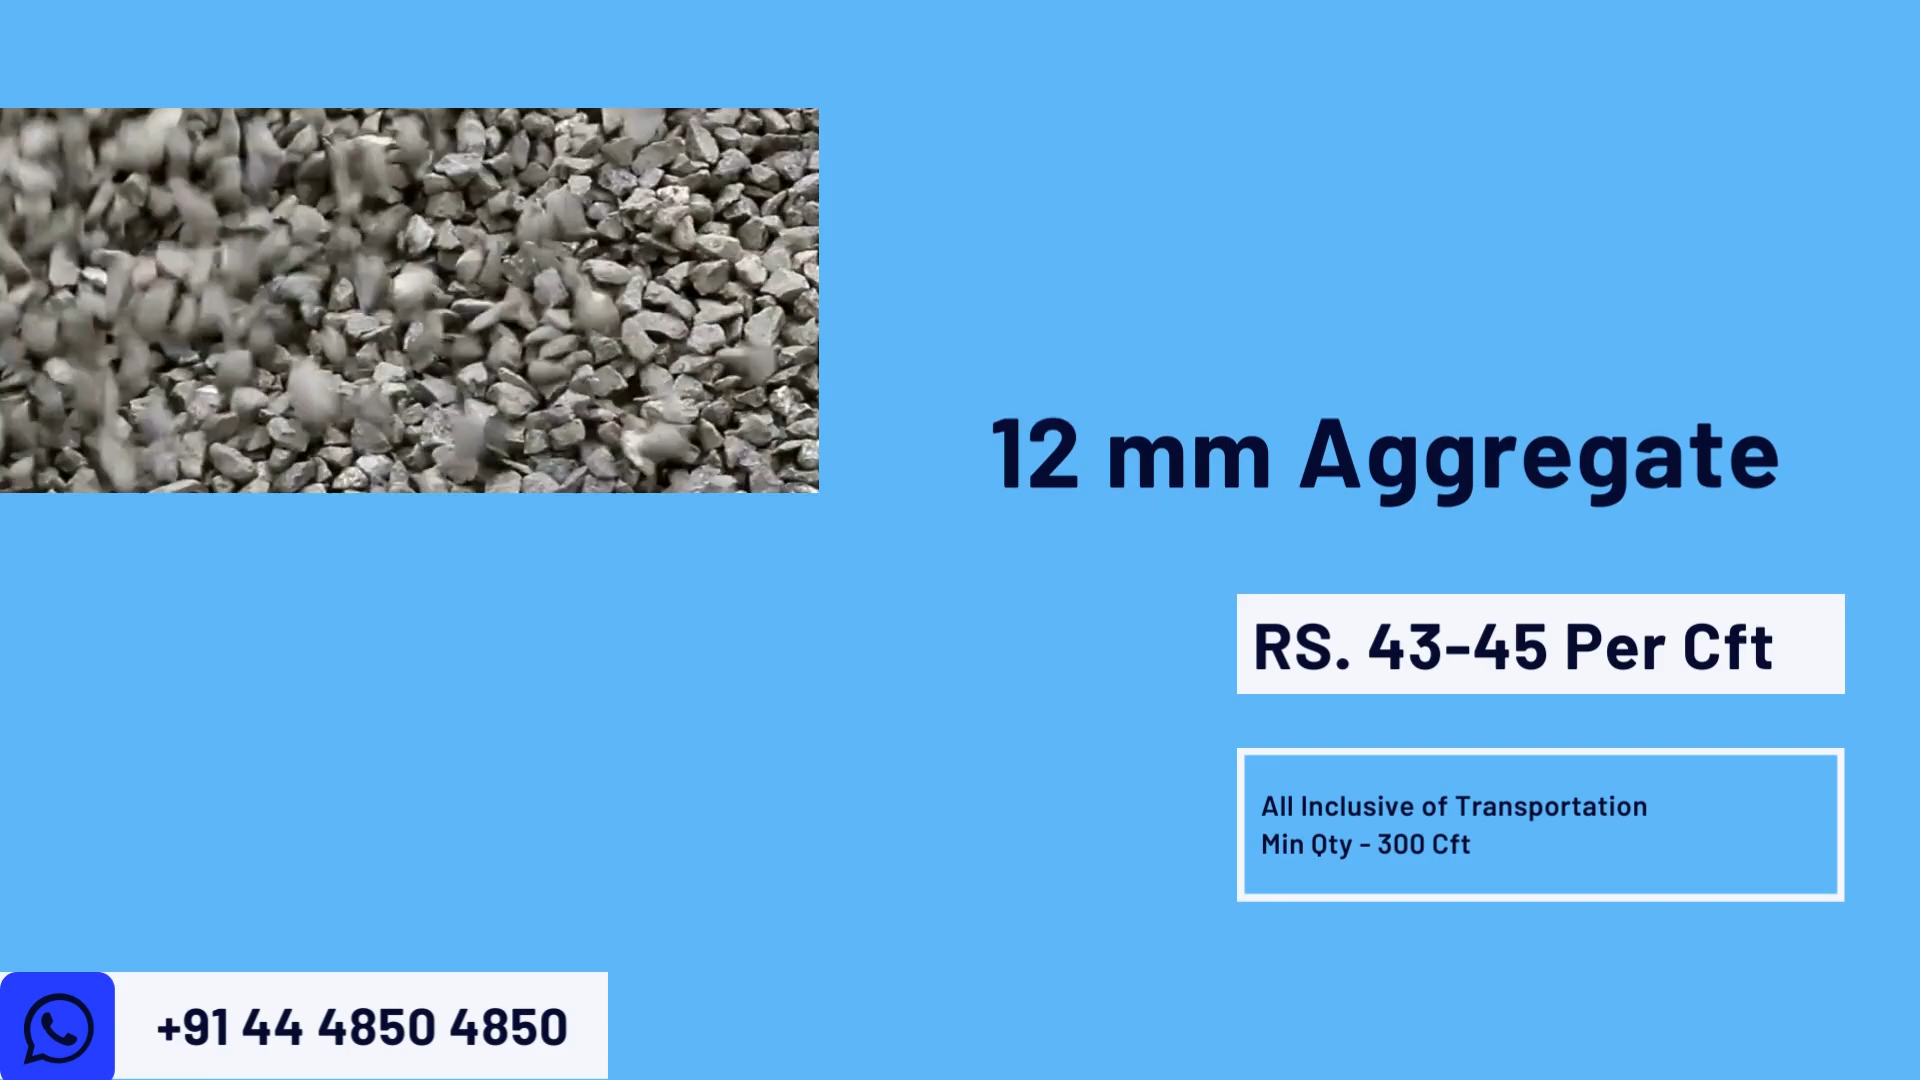 12 mm Aggregate
RS. 43-45 Per Cft
All Inclusive of Transportation
Min Qty - 300 Cft
+91 44 4850 4850